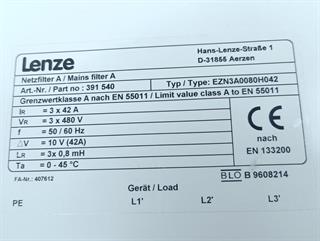 Lenze
Hans-Lenze-Straße 1
D-31855 Aerzen
Netzfilter A / Mains filter A
Art.-Nr. / Part no : 391 540
Typ / Type: EZN3A0080H042
Grenzwertklasse A nach EN 55011 / Limit value class A to EN 55011
IR = 3 x 42 A
VR = 3 x 480 V
f = 50 / 60 Hz
△V = 10 V (42A)
LR = 3x 0,8 mH
Ta = 0 - 45 °C
CE
nach
EN 133200
FA-Nr.: 407612
BLO B 9608214
Gerät / Load
PE L1' L2' L3'